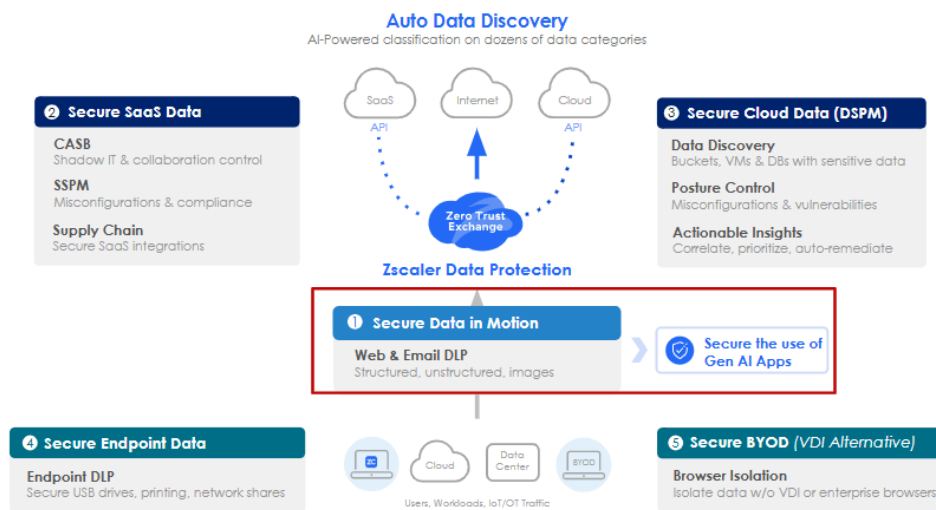 Auto Data Discovery
AI-Powered classification on dozens of data categories
SaaS
Internet
Cloud
API
API
❷ Secure SaaS Data
CASB
Shadow IT & collaboration control
SSPM
Misconfigurations & compliance
Supply Chain
Secure SaaS integrations
❸ Secure Cloud Data (DSPM)
Data Discovery
Buckets, VMs & DBs with sensitive data
Posture Control
Misconfigurations & vulnerabilities
Actionable Insights
Correlate, prioritize, auto-remediate
Zero Trust
Exchange
Zscaler Data Protection
❶ Secure Data in Motion
Web & Email DLP
Structured, unstructured, images
Secure the use of
Gen AI Apps
❹ Secure Endpoint Data
Endpoint DLP
Secure USB drives, printing, network shares
ZC
Cloud
Data
Center
BYOD
Users, Workloads, IoT/OT Traffic
❺ Secure BYOD (VDI Alternative)
Browser Isolation
Isolate data w/o VDI or enterprise browsers